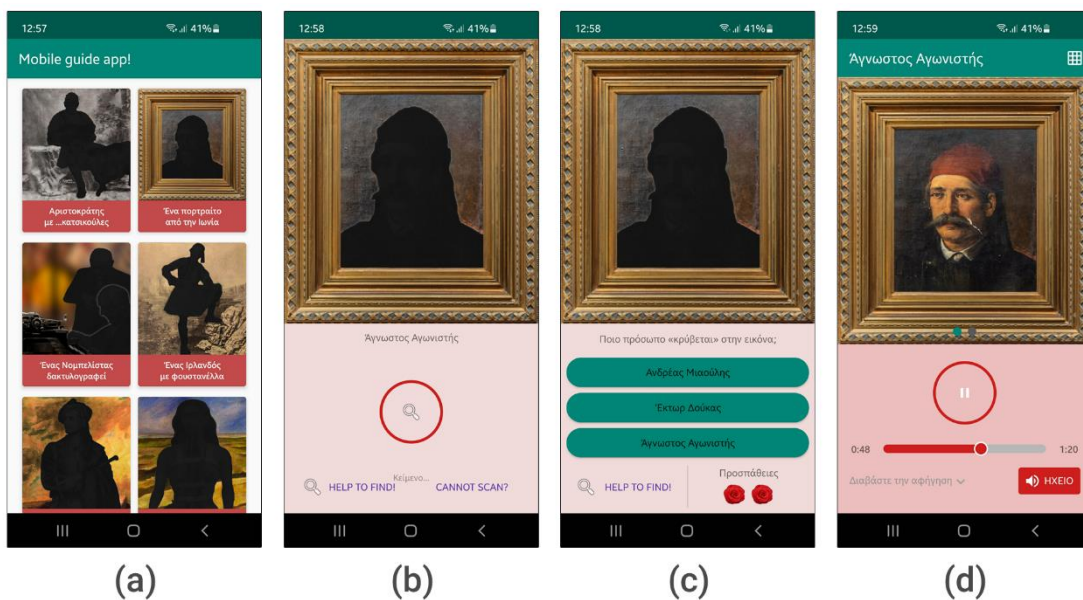 12:57
41%
Mobile guide app!
Αριστοκράτης
με ...κατσικούλες
Ένα πορτραίτο
από την Ιωνία
Ένας Νομπελίστας
δακτυλογραφεί
Ένας Ιρλανδός
με φουστανέλλα
(a)
12:58
41%
Άγνωστος Αγωνιστής
Κείμενο...
HELP TO FIND!
CANNOT SCAN?
(b)
12:58
41%
Ποιο πρόσωπο «κρύβεται» στην εικόνα;
Ανδρέας Μιαούλης
Έκτωρ Δούκας
Άγνωστος Αγωνιστής
HELP TO FIND!
Προσπάθειες
(c)
12:59
41%
Άγνωστος Αγωνιστής
0:48
1:20
Διαβάστε την αφήγηση
ΗΧΕΙΟ
(d)